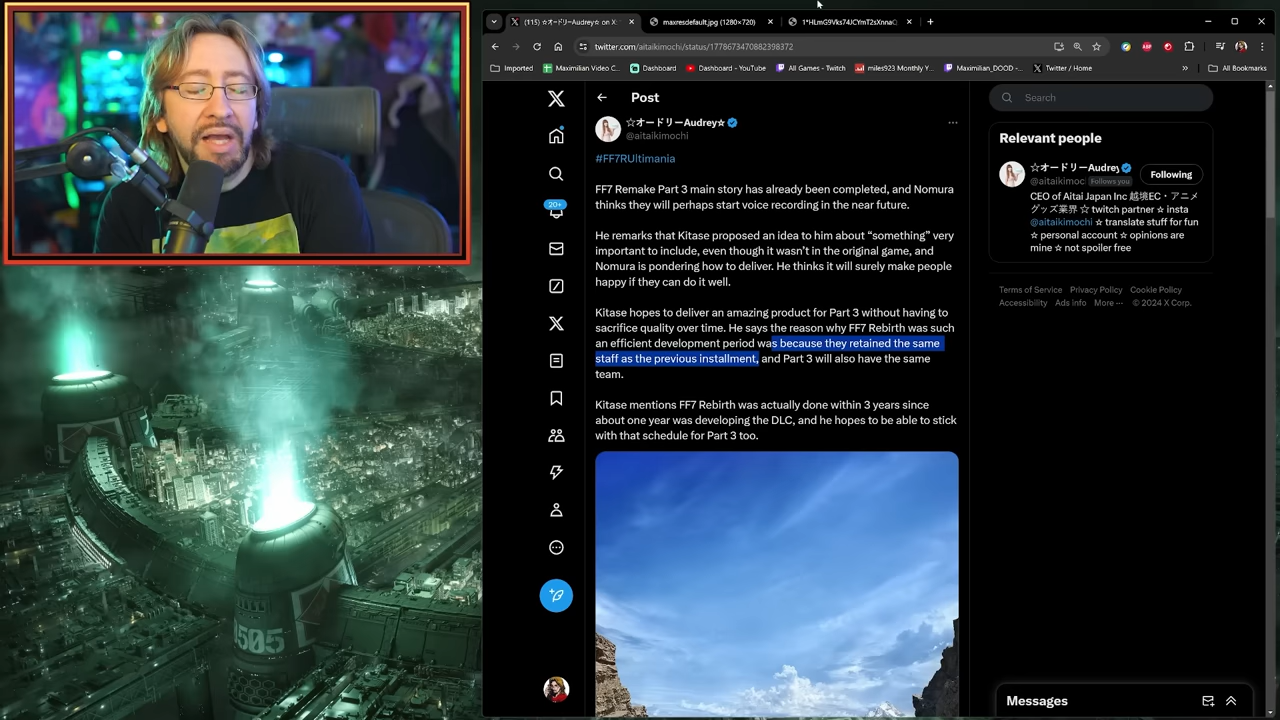 (115) ☆オードリーAudrey☆ on X:
maxresdefault.jpg (1280×720)
1*HLmG9Vks74JCYmT2sXnnaG
twitter.com/aitaikimochi/status/1778673470882398372
ABP
Imported
Maximilian Video C...
Dashboard
Dashboard - YouTube
All Games - Twitch
miles923 Monthly Y...
Maximilian_DOOD -...
Twitter / Home
All Bookmarks
Post
Search
☆オードリーAudrey☆
@aitaikimochi
#FF7RUltimania
FF7 Remake Part 3 main story has already been completed, and Nomura
thinks they will perhaps start voice recording in the near future.
He remarks that Kitase proposed an idea to him about “something” very
important to include, even though it wasn’t in the original game, and
Nomura is pondering how to deliver. He thinks it will surely make people
happy if they can do it well.
Kitase hopes to deliver an amazing product for Part 3 without having to
sacrifice quality over time. He says the reason why FF7 Rebirth was such
an efficient development period was because they retained the same
staff as the previous installment, and Part 3 will also have the same
team.
Kitase mentions FF7 Rebirth was actually done within 3 years since
about one year was developing the DLC, and he hopes to be able to stick
with that schedule for Part 3 too.
20+
Relevant people
☆オードリーAudrey
@aitaikimoc
Follows you
Following
CEO of Aitai Japan Inc 越境EC・アニメ
グッズ業界 ☆ twitch partner ☆ insta
@aitaikimochi ☆ translate stuff for fun
☆ personal account ☆ opinions are
mine ☆ not spoiler free
Terms of Service Privacy Policy Cookie Policy
Accessibility Ads info More ··· © 2024 X Corp.
Messages